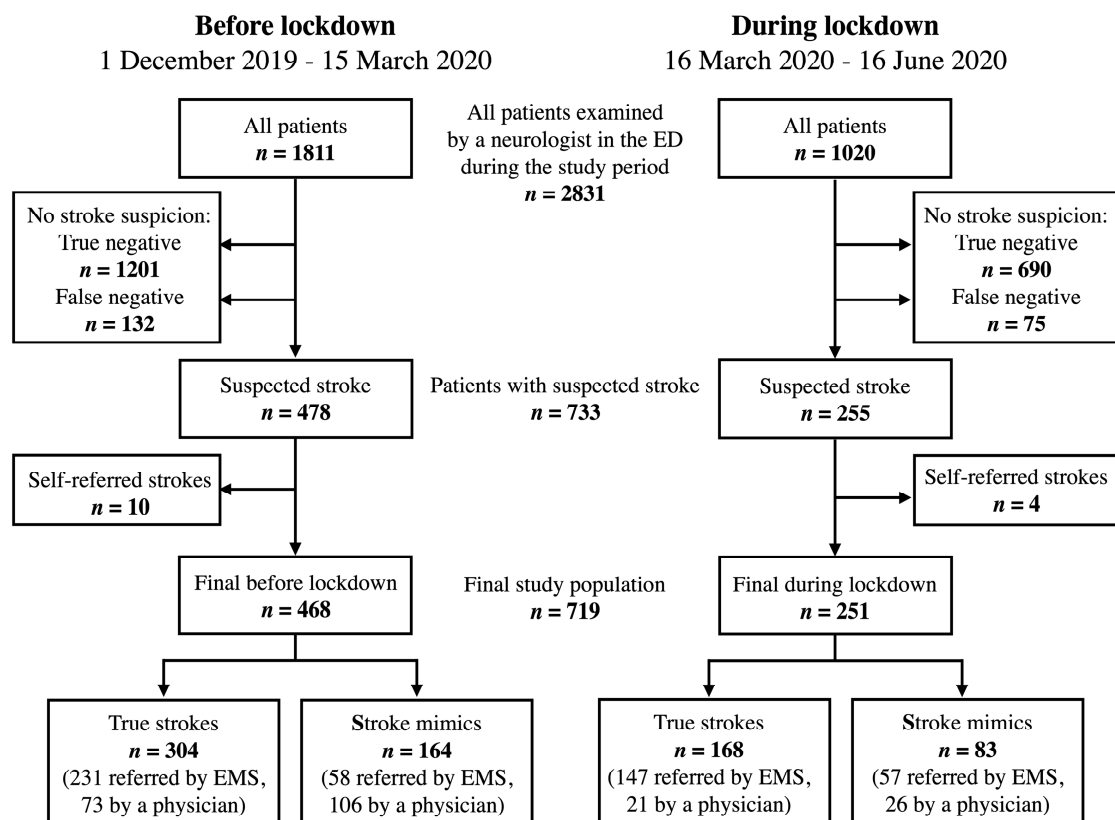 Before lockdown
1 December 2019 - 15 March 2020
During lockdown
16 March 2020 - 16 June 2020
All patients
n = 1811
All patients examined
by a neurologist in the ED
during the study period
n = 2831
All patients
n = 1020
No stroke suspicion:
True negative
n = 1201
False negative
n = 132
No stroke suspicion:
True negative
n = 690
False negative
n = 75
Suspected stroke
n = 478
Patients with suspected stroke
n = 733
Suspected stroke
n = 255
Self-referred strokes
n = 10
Self-referred strokes
n = 4
Final before lockdown
n = 468
Final study population
n = 719
Final during lockdown
n = 251
True strokes
n = 304
(231 referred by EMS,
73 by a physician)
Stroke mimics
n = 164
(58 referred by EMS,
106 by a physician)
True strokes
n = 168
(147 referred by EMS,
21 by a physician)
Stroke mimics
n = 83
(57 referred by EMS,
26 by a physician)